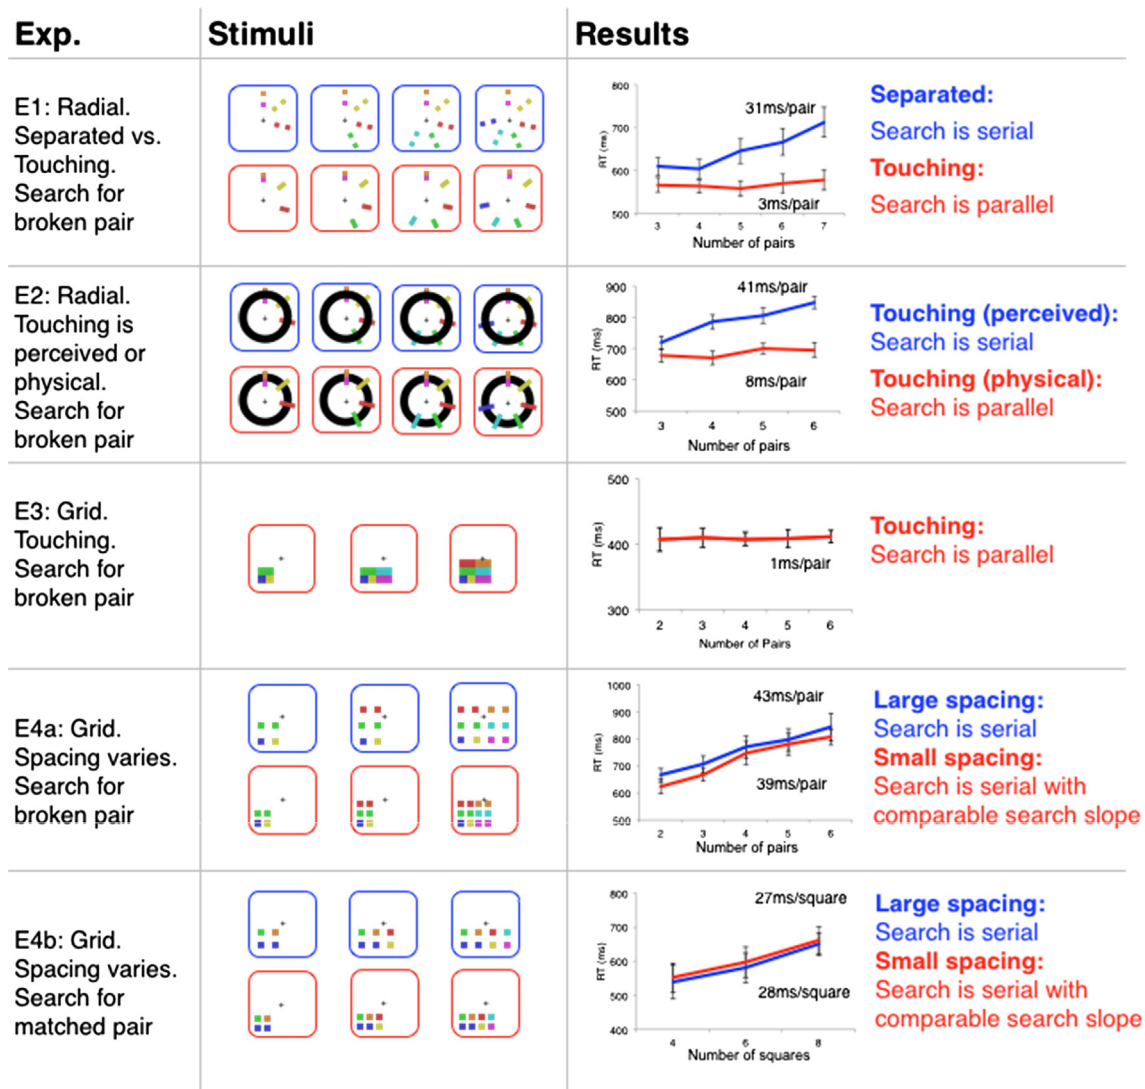 Exp.
Stimuli
Results
E1: Radial.
Separated vs.
Touching.
Search for
broken pair
800
700
600
500
RT (ms)
31ms/pair
3ms/pair
3
4
5
6
7
Number of pairs
Separated:
Search is serial
Touching:
Search is parallel
E2: Radial.
Touching is
perceived or
physical.
Search for
broken pair
900
800
700
600
500
RT (ms)
41ms/pair
8ms/pair
3
4
5
6
Number of pairs
Touching (perceived):
Search is serial
Touching (physical):
Search is parallel
E3: Grid.
Touching.
Search for
broken pair
500
400
300
RT (ms)
1ms/pair
2
3
4
5
6
Number of Pairs
Touching:
Search is parallel
E4a: Grid.
Spacing varies.
Search for
broken pair
1000
900
800
700
600
500
RT (ms)
43ms/pair
39ms/pair
2
3
4
5
6
Number of pairs
Large spacing:
Search is serial
Small spacing:
Search is serial with
comparable search slope
E4b: Grid.
Spacing varies.
Search for
matched pair
800
700
600
500
400
RT (ms)
27ms/square
28ms/square
4
6
8
Number of squares
Large spacing:
Search is serial
Small spacing:
Search is serial with
comparable search slope